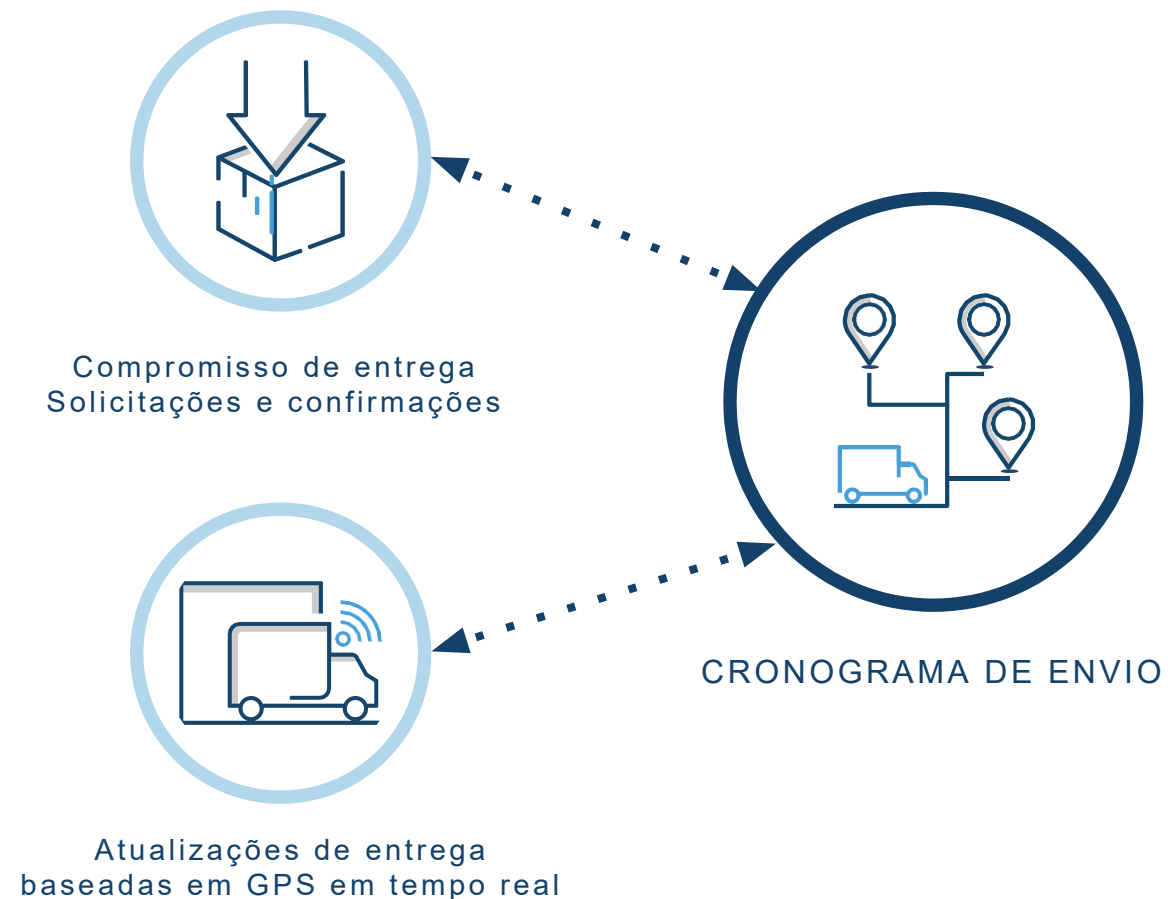 Compromisso de entrega
Solicitações e confirmações
CRONOGRAMA DE ENVIO
Atualizações de entrega
baseadas em GPS em tempo real